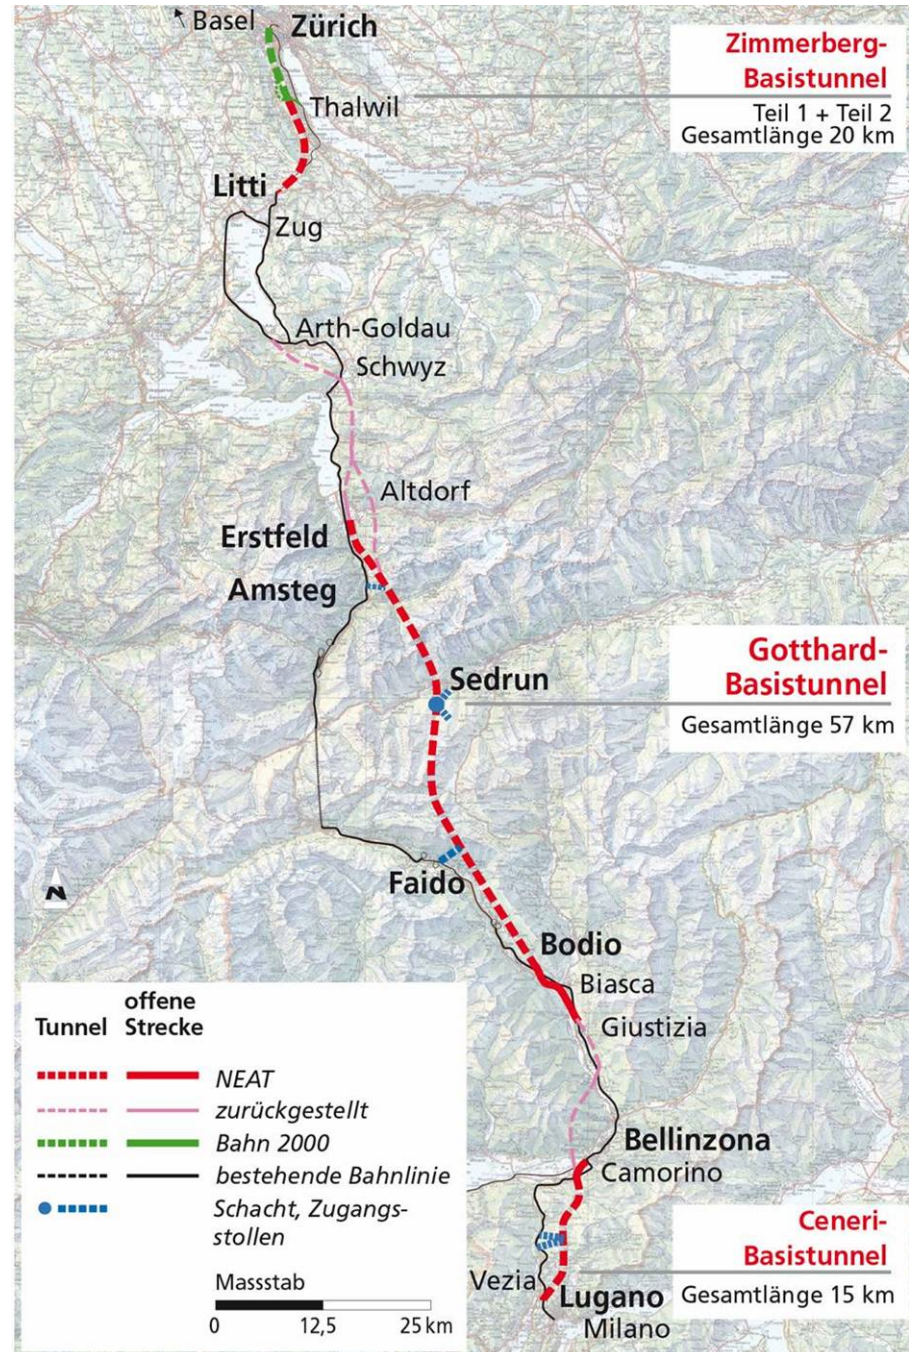 Basel
Zürich
Zimmerberg-
Basistunnel
Thalwil
Teil 1 + Teil 2
Gesamtlänge 20 km
Litti
Zug
Arth-Goldau
Schwyz
Altdorf
Erstfeld
Amsteg
Gotthard-
Basistunnel
Sedrun
Gesamtlänge 57 km
N
Faido
Bodio
Biasca
Giustizia
Tunnel
offene
Strecke
NEAT
zurückgestellt
Bahn 2000
bestehende Bahnlinie
Schacht, Zugangs-
stollen
Bellinzona
Camorino
Ceneri-
Basistunnel
Massstab
0 12,5 25 km
Vezia
Gesamtlänge 15 km
Lugano
Milano